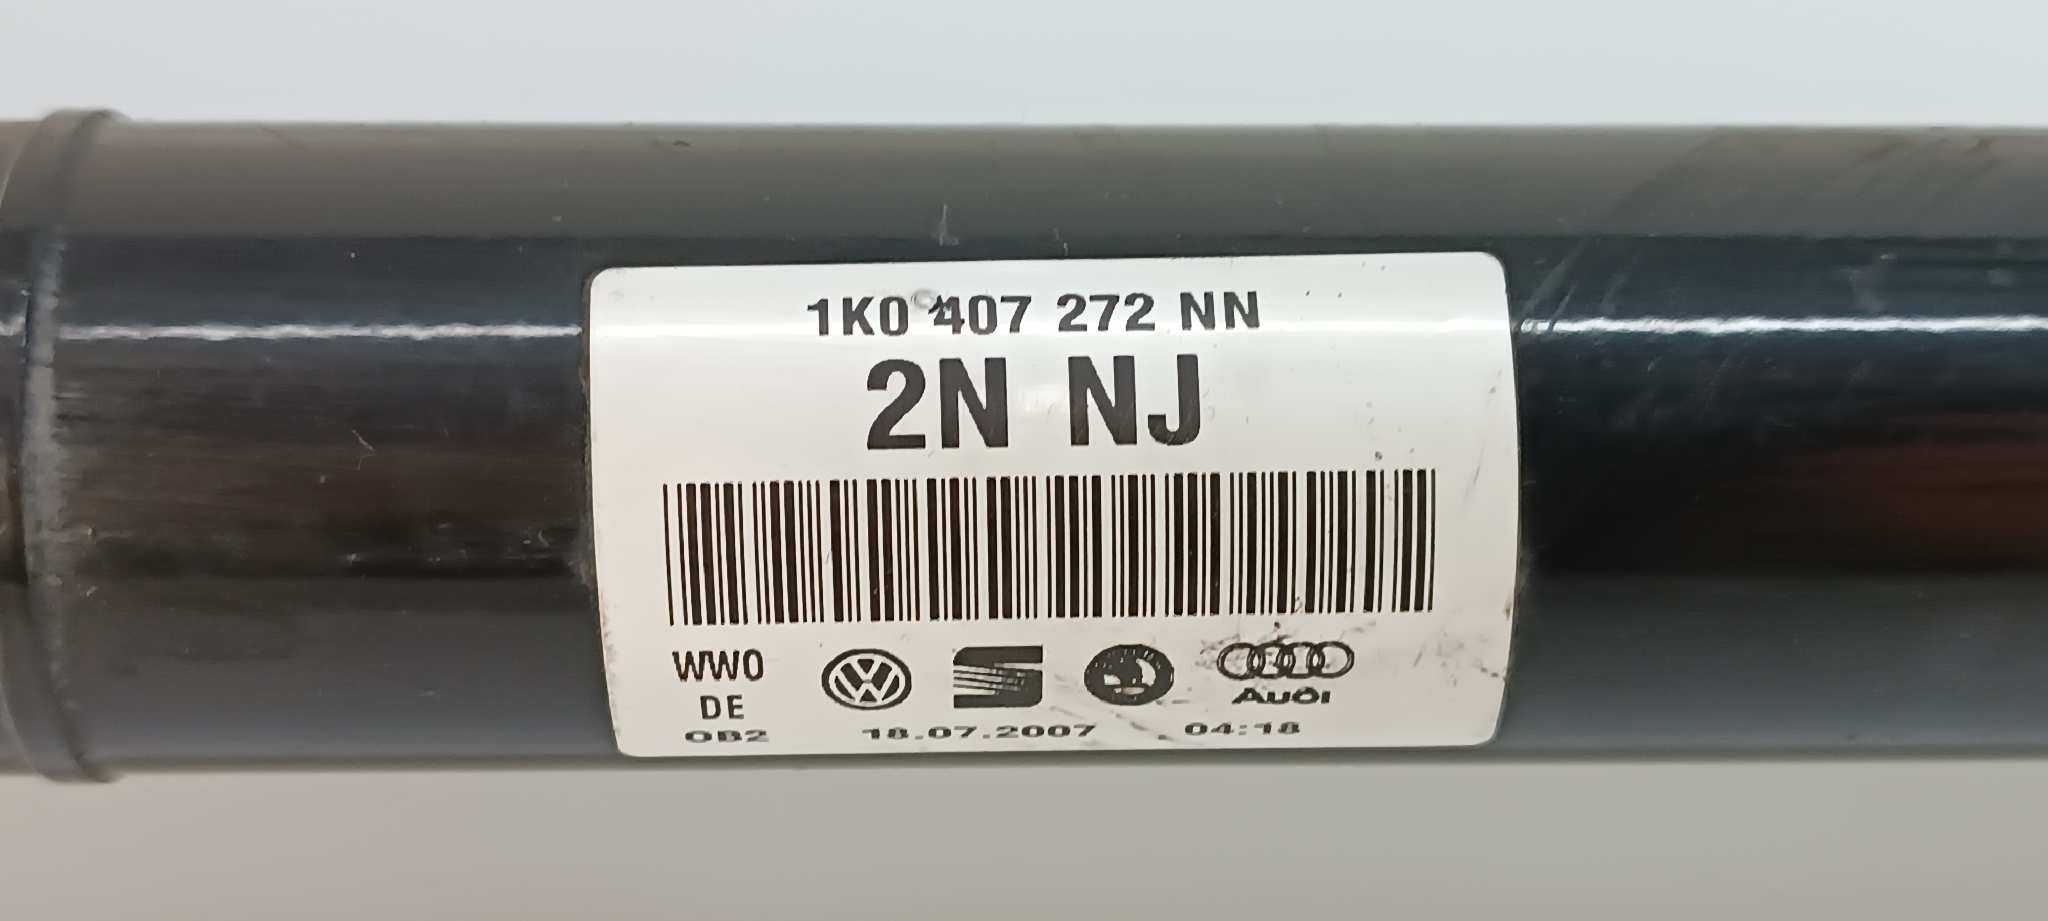 1K0 407 272 NN
2N NJ
WW0
DE
OB2
Audi
18.07.2007 04:18